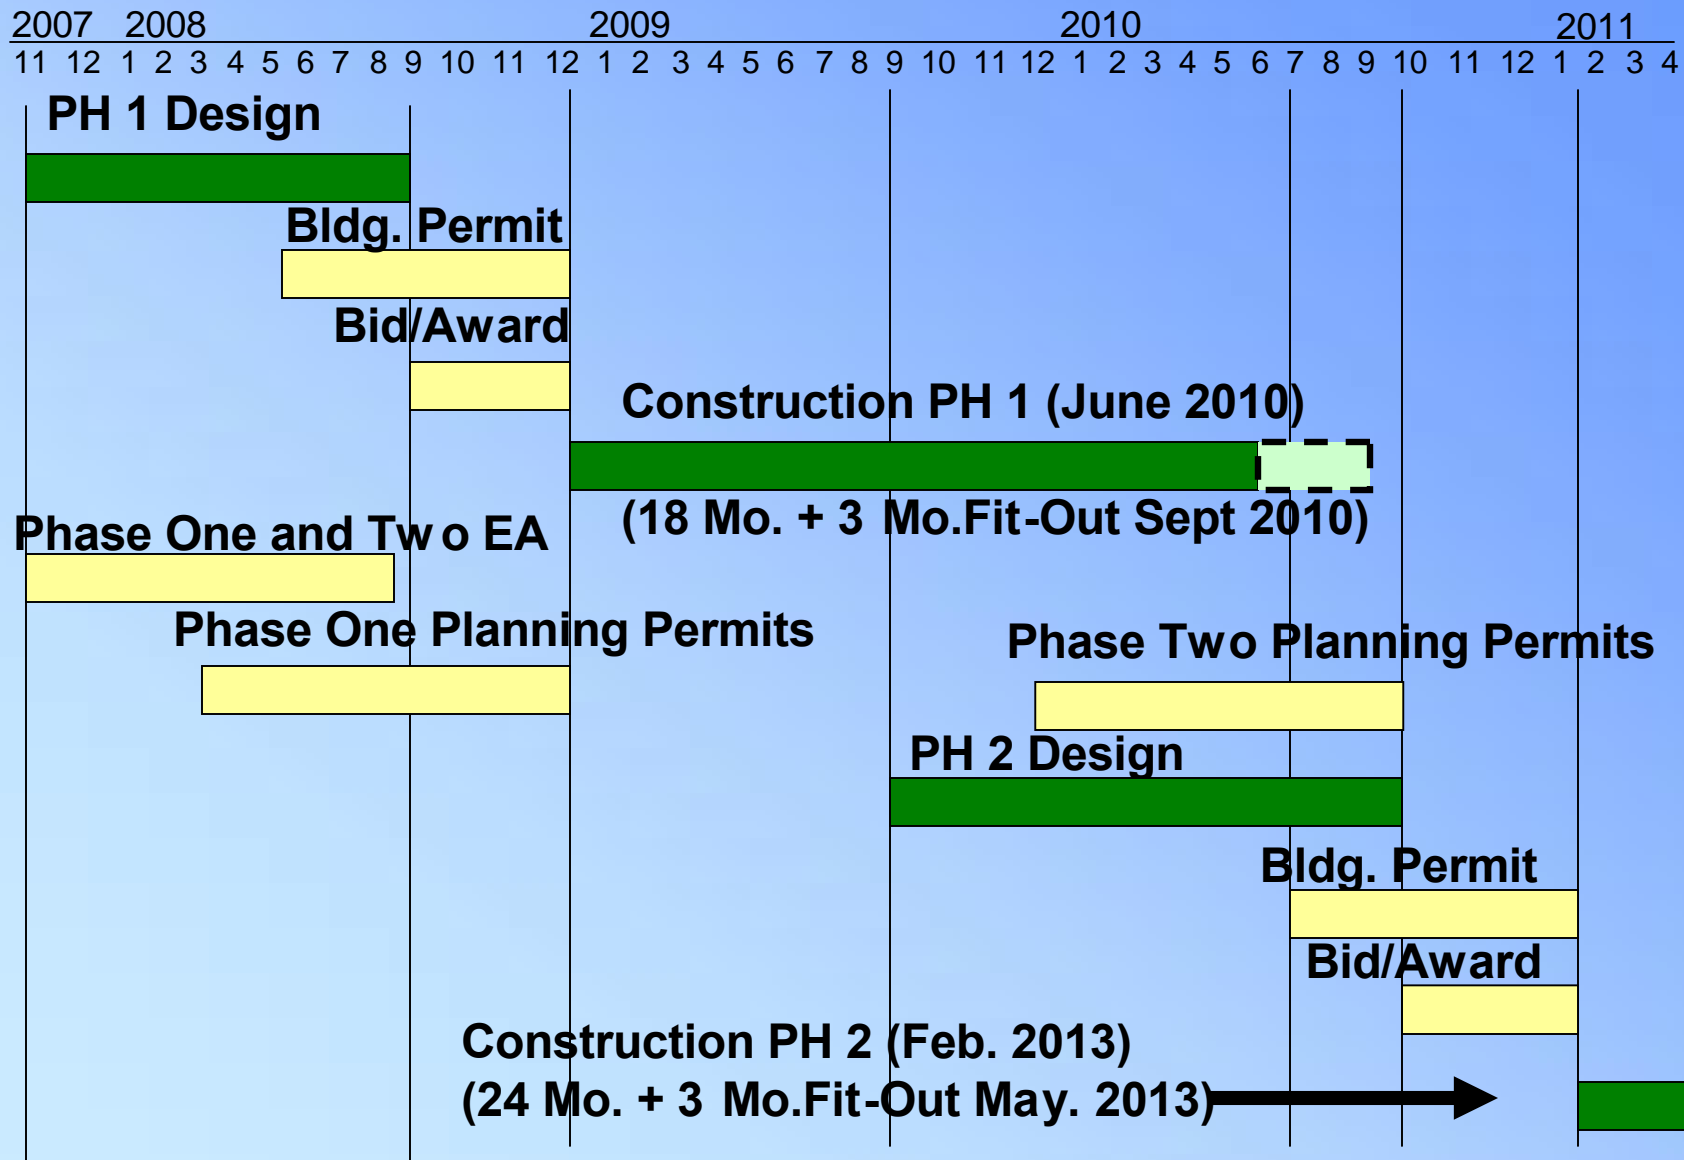 2007 2008 2009 2010 2011
11 12 1 2 3 4 5 6 7 8 9 10 11 12 1 2 3 4 5 6 7 8 9 10 11 12 1 2 3 4 5 6 7 8 9 10 11 12 1 2 3 4
PH 1 Design
Bldg. Permit
Bid/Award
Construction PH 1 (June 2010)
(18 Mo. + 3 Mo.Fit-Out Sept 2010)
Phase One and Two EA
Phase One Planning Permits
Phase Two Planning Permits
PH 2 Design
Bldg. Permit
Bid/Award
Construction PH 2 (Feb. 2013)
(24 Mo. + 3 Mo.Fit-Out May. 2013)